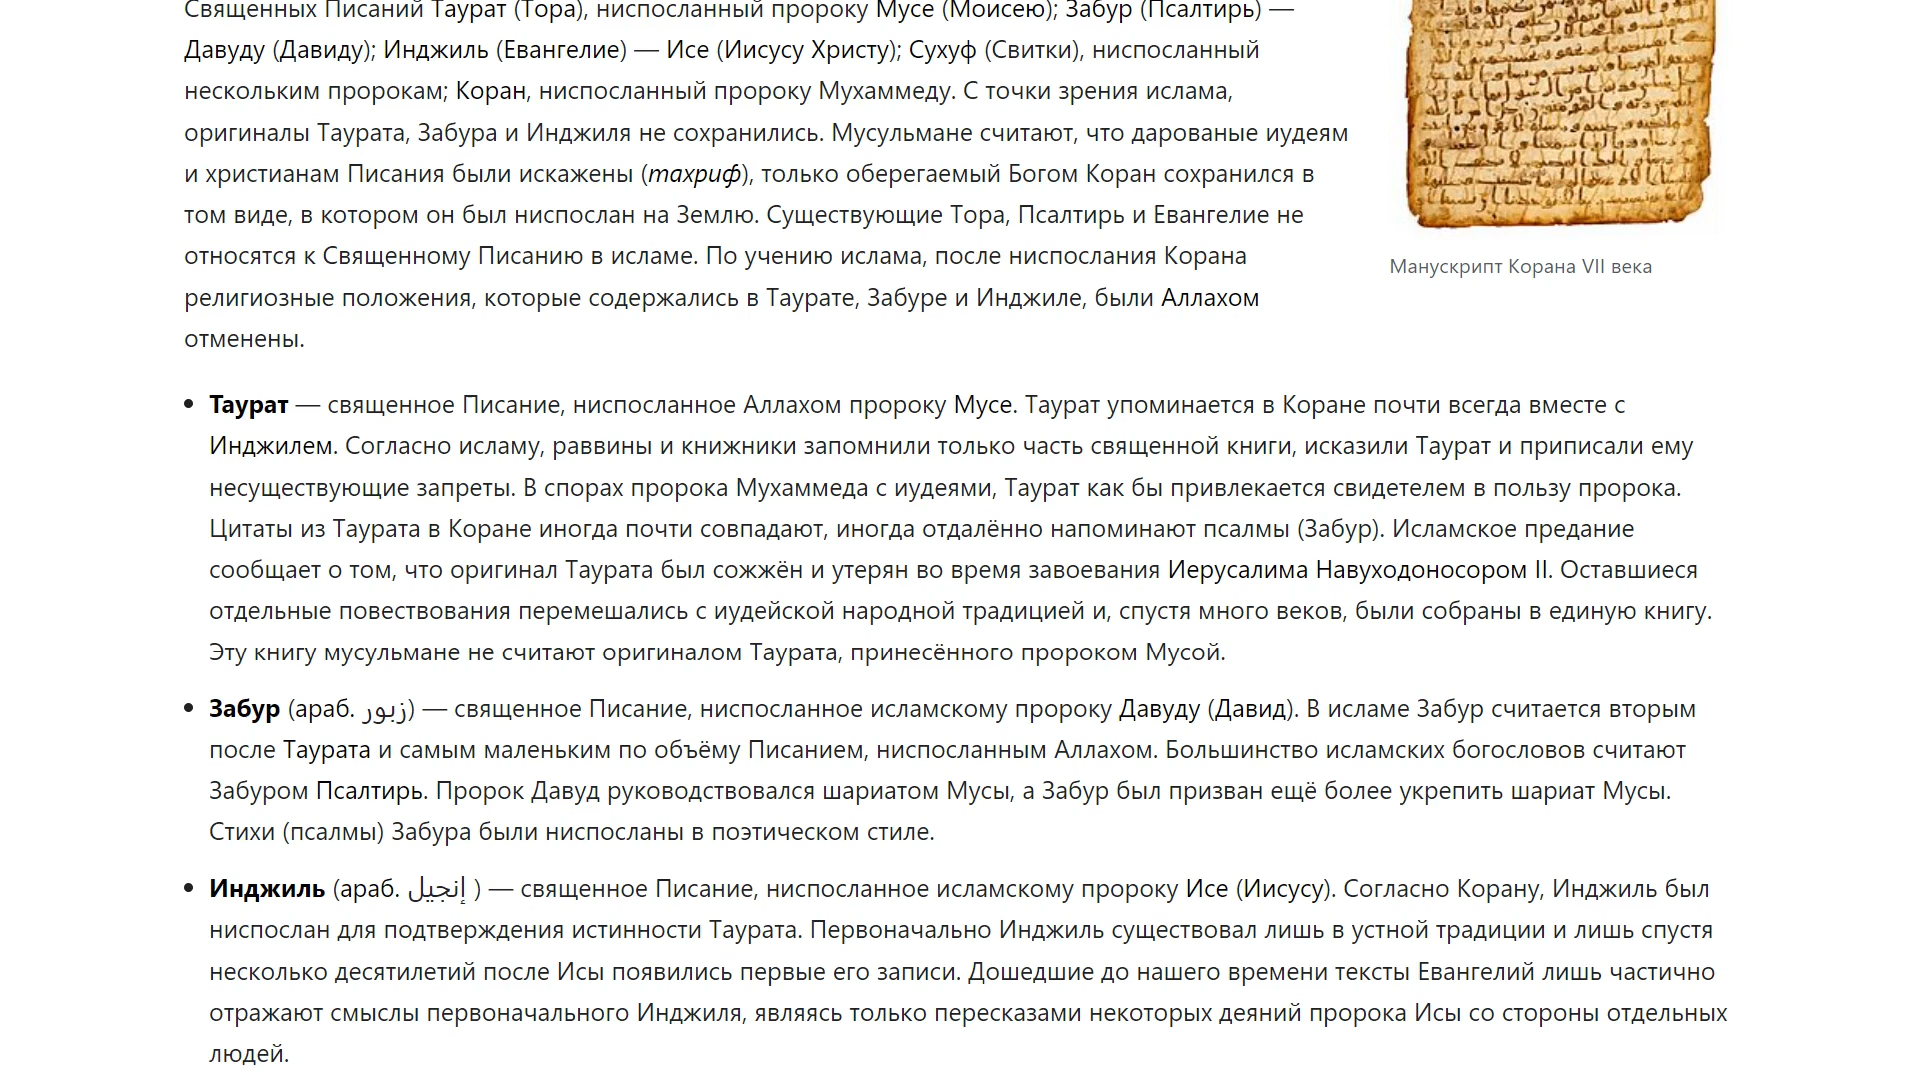 Священных Писаний Таурат (Тора), ниспосланный пророку Мусе (Моисею); Забур (Псалтирь) —
Давуду (Давиду); Инджиль (Евангелие) — Исе (Иисусу Христу); Сухуф (Свитки), ниспосланный
нескольким пророкам; Коран, ниспосланный пророку Мухаммеду. С точки зрения ислама,
оригиналы Таурата, Забура и Инджиля не сохранились. Мусульмане считают, что дарованые иудеям
и христианам Писания были искажены (тахриф), только оберегаемый Богом Коран сохранился в
том виде, в котором он был ниспослан на Землю. Существующие Тора, Псалтирь и Евангелие не
относятся к Священному Писанию в исламе. По учению ислама, после ниспослания Корана
религиозные положения, которые содержались в Таурате, Забуре и Инджиле, были Аллахом
отменены.
Манускрипт Корана VII века
• Таурат — священное Писание, ниспосланное Аллахом пророку Мусе. Таурат упоминается в Коране почти всегда вместе с
Инджилем. Согласно исламу, раввины и книжники запомнили только часть священной книги, исказили Таурат и приписали ему
несуществующие запреты. В спорах пророка Мухаммеда с иудеями, Таурат как бы привлекается свидетелем в пользу пророка.
Цитаты из Таурата в Коране иногда почти совпадают, иногда отдалённо напоминают псалмы (Забур). Исламское предание
сообщает о том, что оригинал Таурата был сожжён и утерян во время завоевания Иерусалима Навуходоносором II. Оставшиеся
отдельные повествования перемешались с иудейской народной традицией и, спустя много веков, были собраны в единую книгу.
Эту книгу мусульмане не считают оригиналом Таурата, принесённого пророком Мусой.
• Забур (араб. زبور) — священное Писание, ниспосланное исламскому пророку Давуду (Давид). В исламе Забур считается вторым
после Таурата и самым маленьким по объёму Писанием, ниспосланным Аллахом. Большинство исламских богословов считают
Забуром Псалтирь. Пророк Давуд руководствовался шариатом Мусы, а Забур был призван ещё более укрепить шариат Мусы.
Стихи (псалмы) Забура были ниспосланы в поэтическом стиле.
• Инджиль (араб. إنجيل ) — священное Писание, ниспосланное исламскому пророку Исе (Иисусу). Согласно Корану, Инджиль был
ниспослан для подтверждения истинности Таурата. Первоначально Инджиль существовал лишь в устной традиции и лишь спустя
несколько десятилетий после Исы появились первые его записи. Дошедшие до нашего времени тексты Евангелий лишь частично
отражают смыслы первоначального Инджиля, являясь только пересказами некоторых деяний пророка Исы со стороны отдельных
людей.